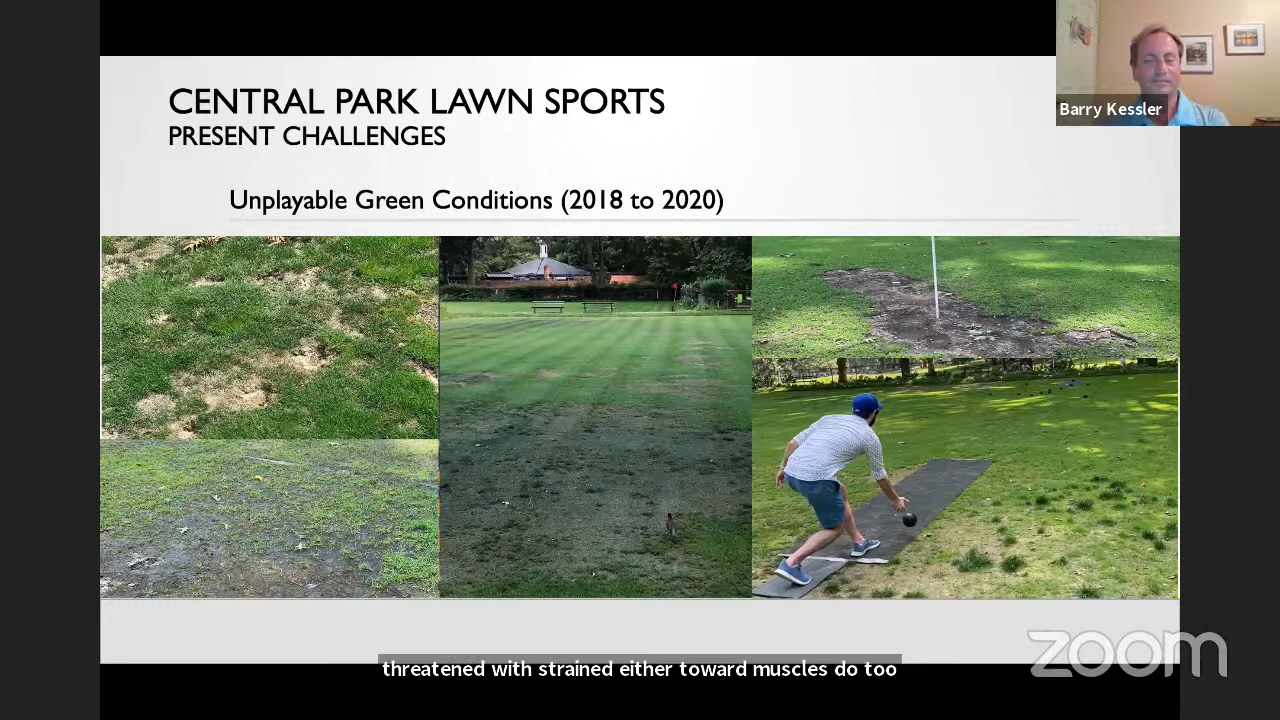 CENTRAL PARK LAWN SPORTS
PRESENT CHALLENGES
Barry Kessler
Unplayable Green Conditions (2018 to 2020)
zoom
threatened with strained either toward muscles do too